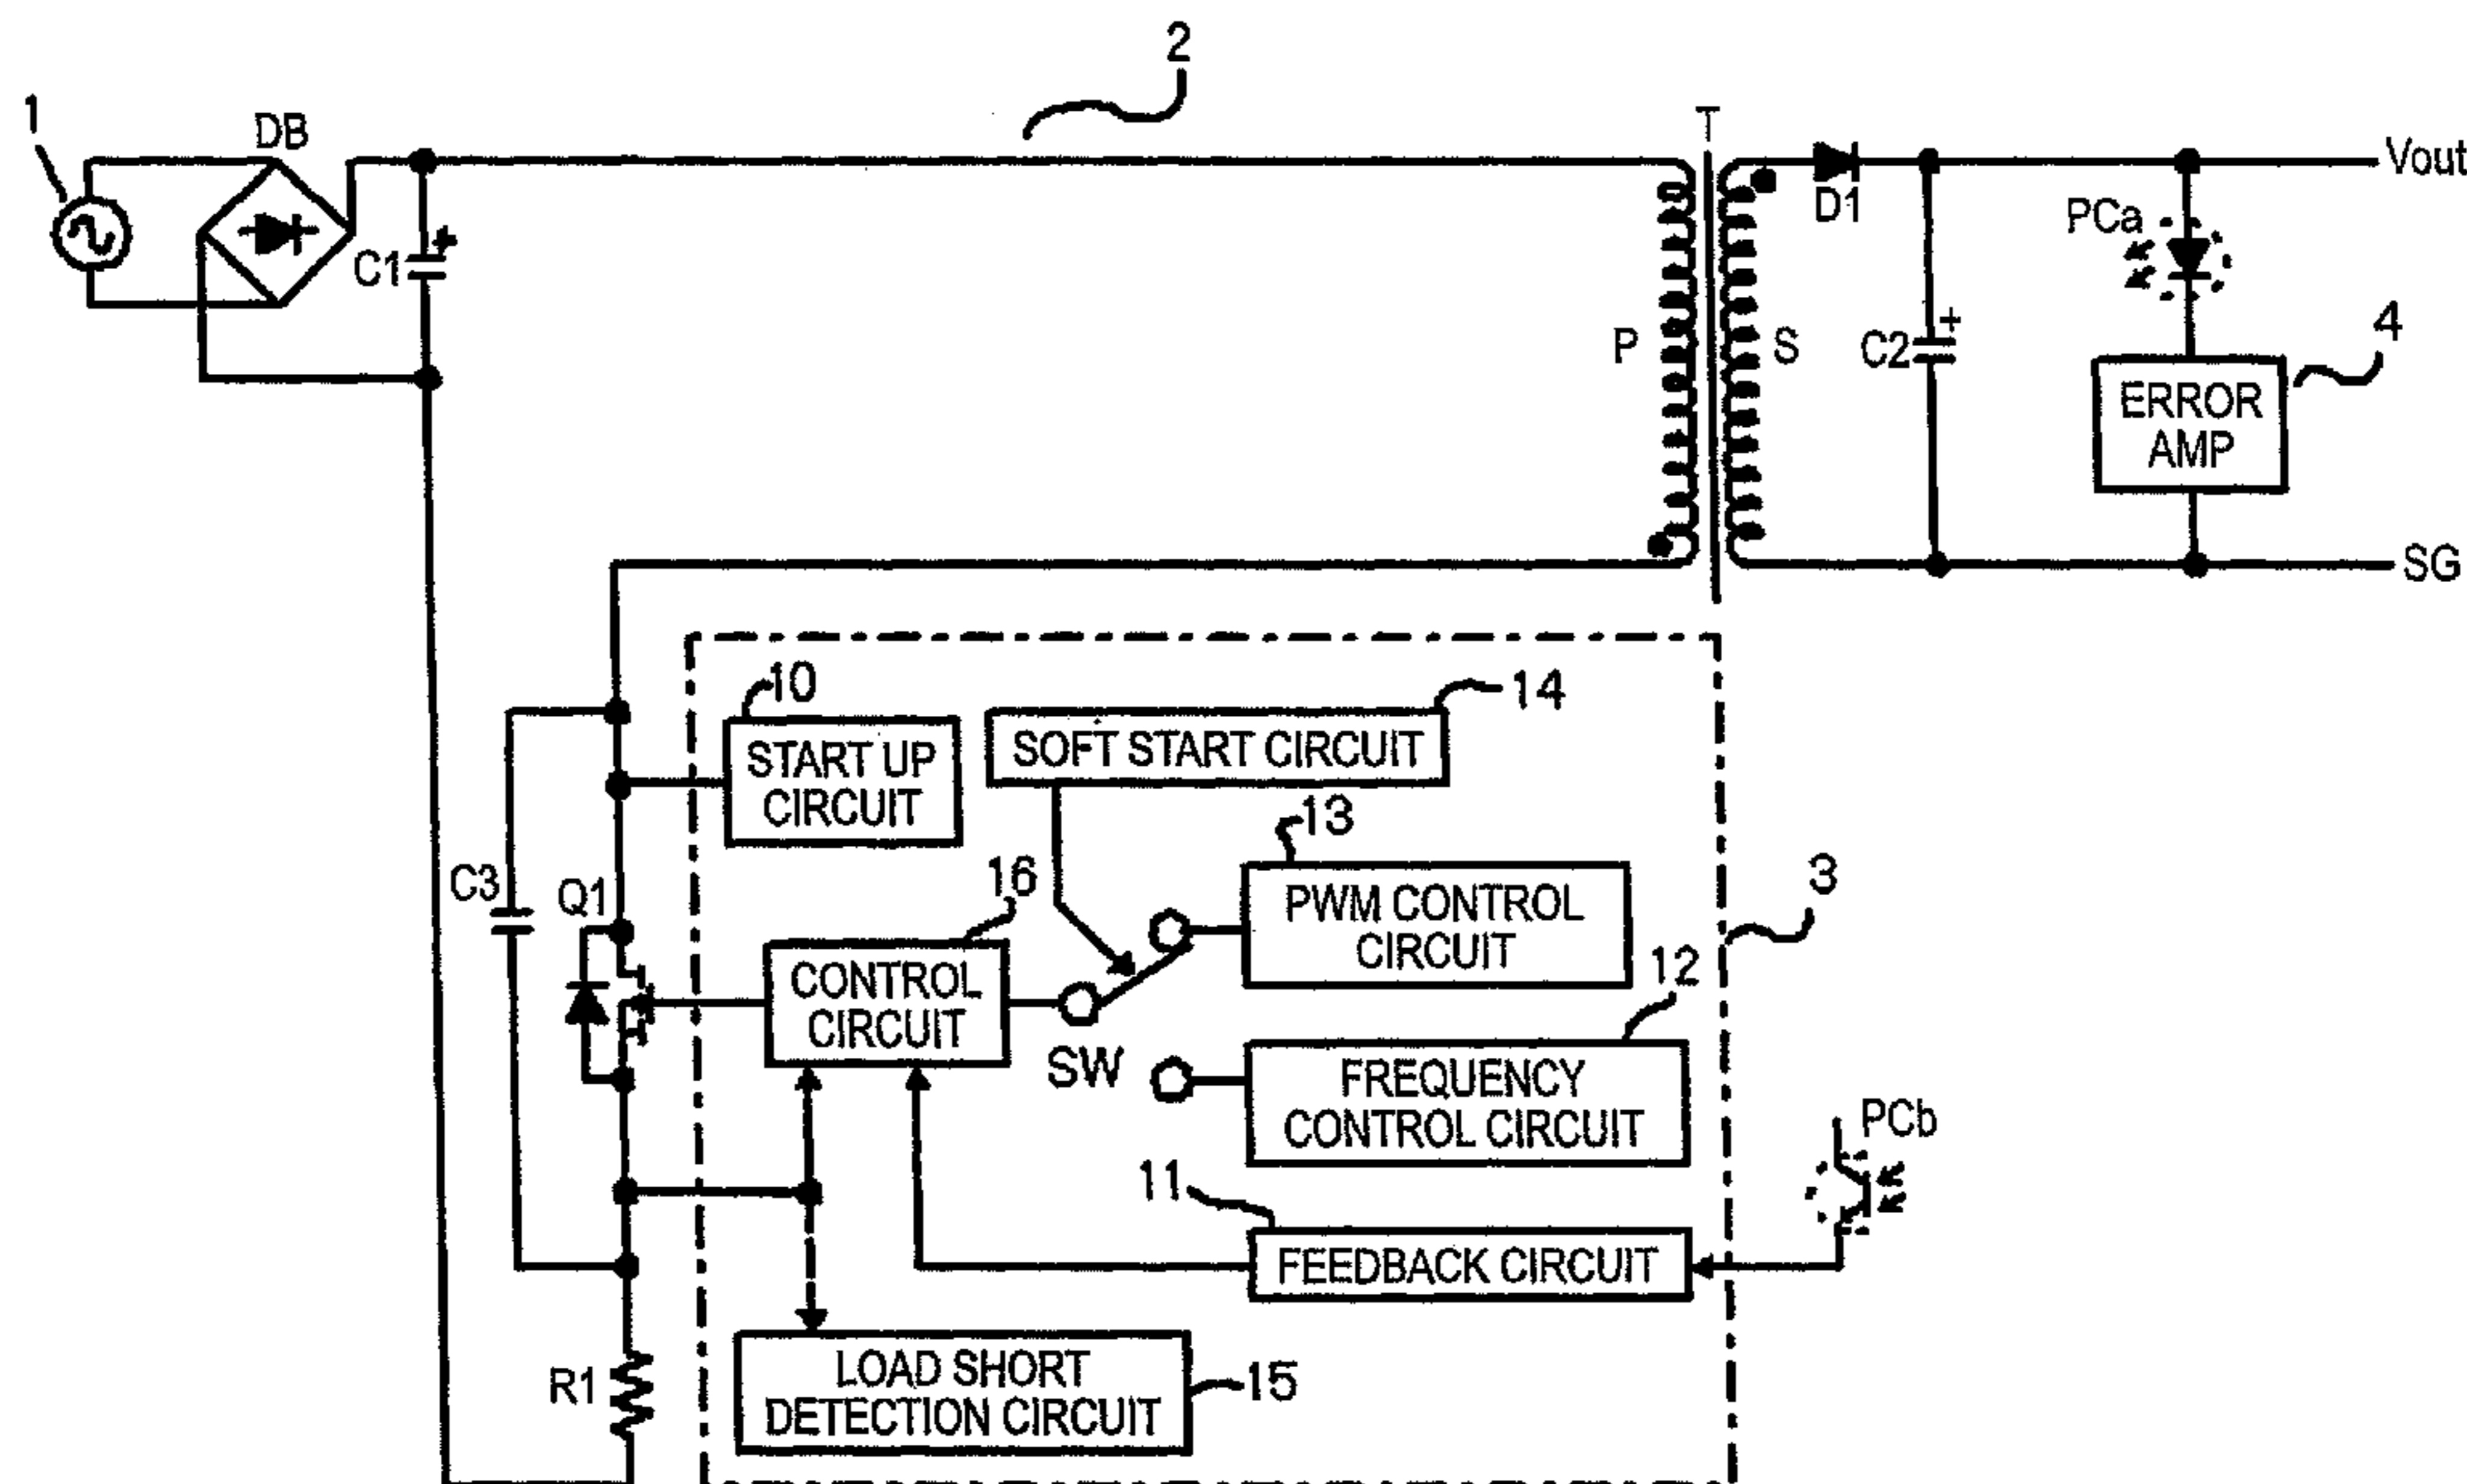 2
1
DB
T
Vout
D1
PCa
C1
P
S
C2
+
4
ERROR
AMP
SG
10
14
START UP
CIRCUIT
SOFT START CIRCUIT
13
C3
Q1
16
PWM CONTROL
CIRCUIT
3
12
CONTROL
CIRCUIT
SW
FREQUENCY
CONTROL CIRCUIT
PCb
11
FEEDBACK CIRCUIT
R1
LOAD SHORT
DETECTION CIRCUIT
15